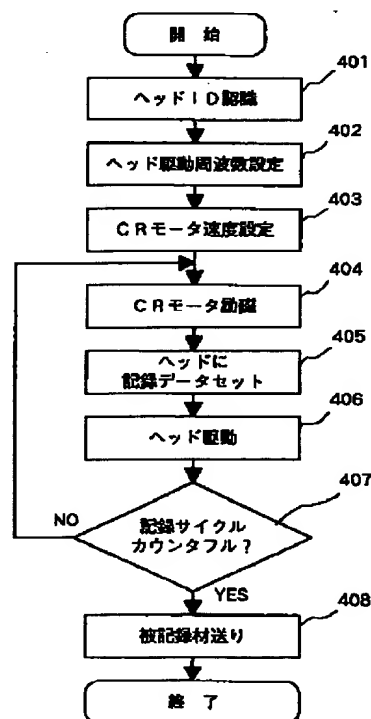 開始
401
ヘッドID認識
402
ヘッド駆動周波数設定
403
CRモータ速度設定
404
CRモータ励磁
405
ヘッドに
記録データセット
406
ヘッド駆動
407
記録サイクル
カウンタフル?
NO
YES
408
被記録材送り
終了